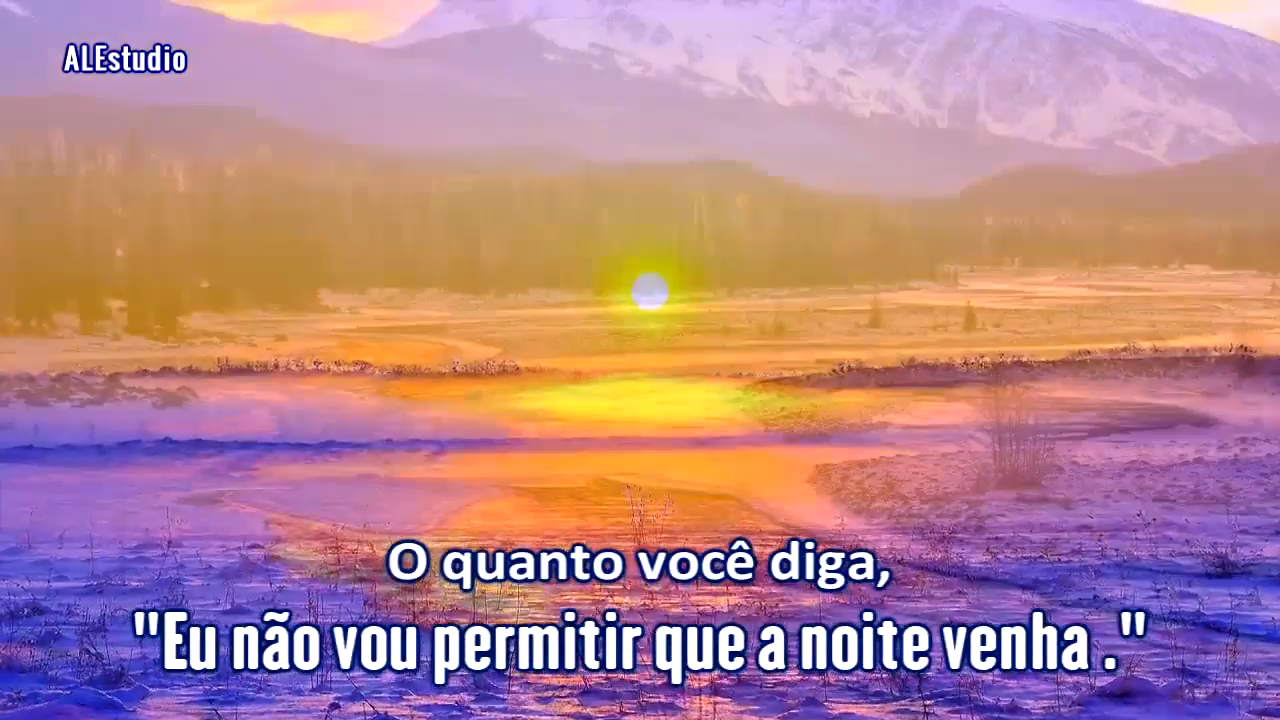 ALEstudio
O quanto você diga,
"Eu não vou permitir que a noite venha ."